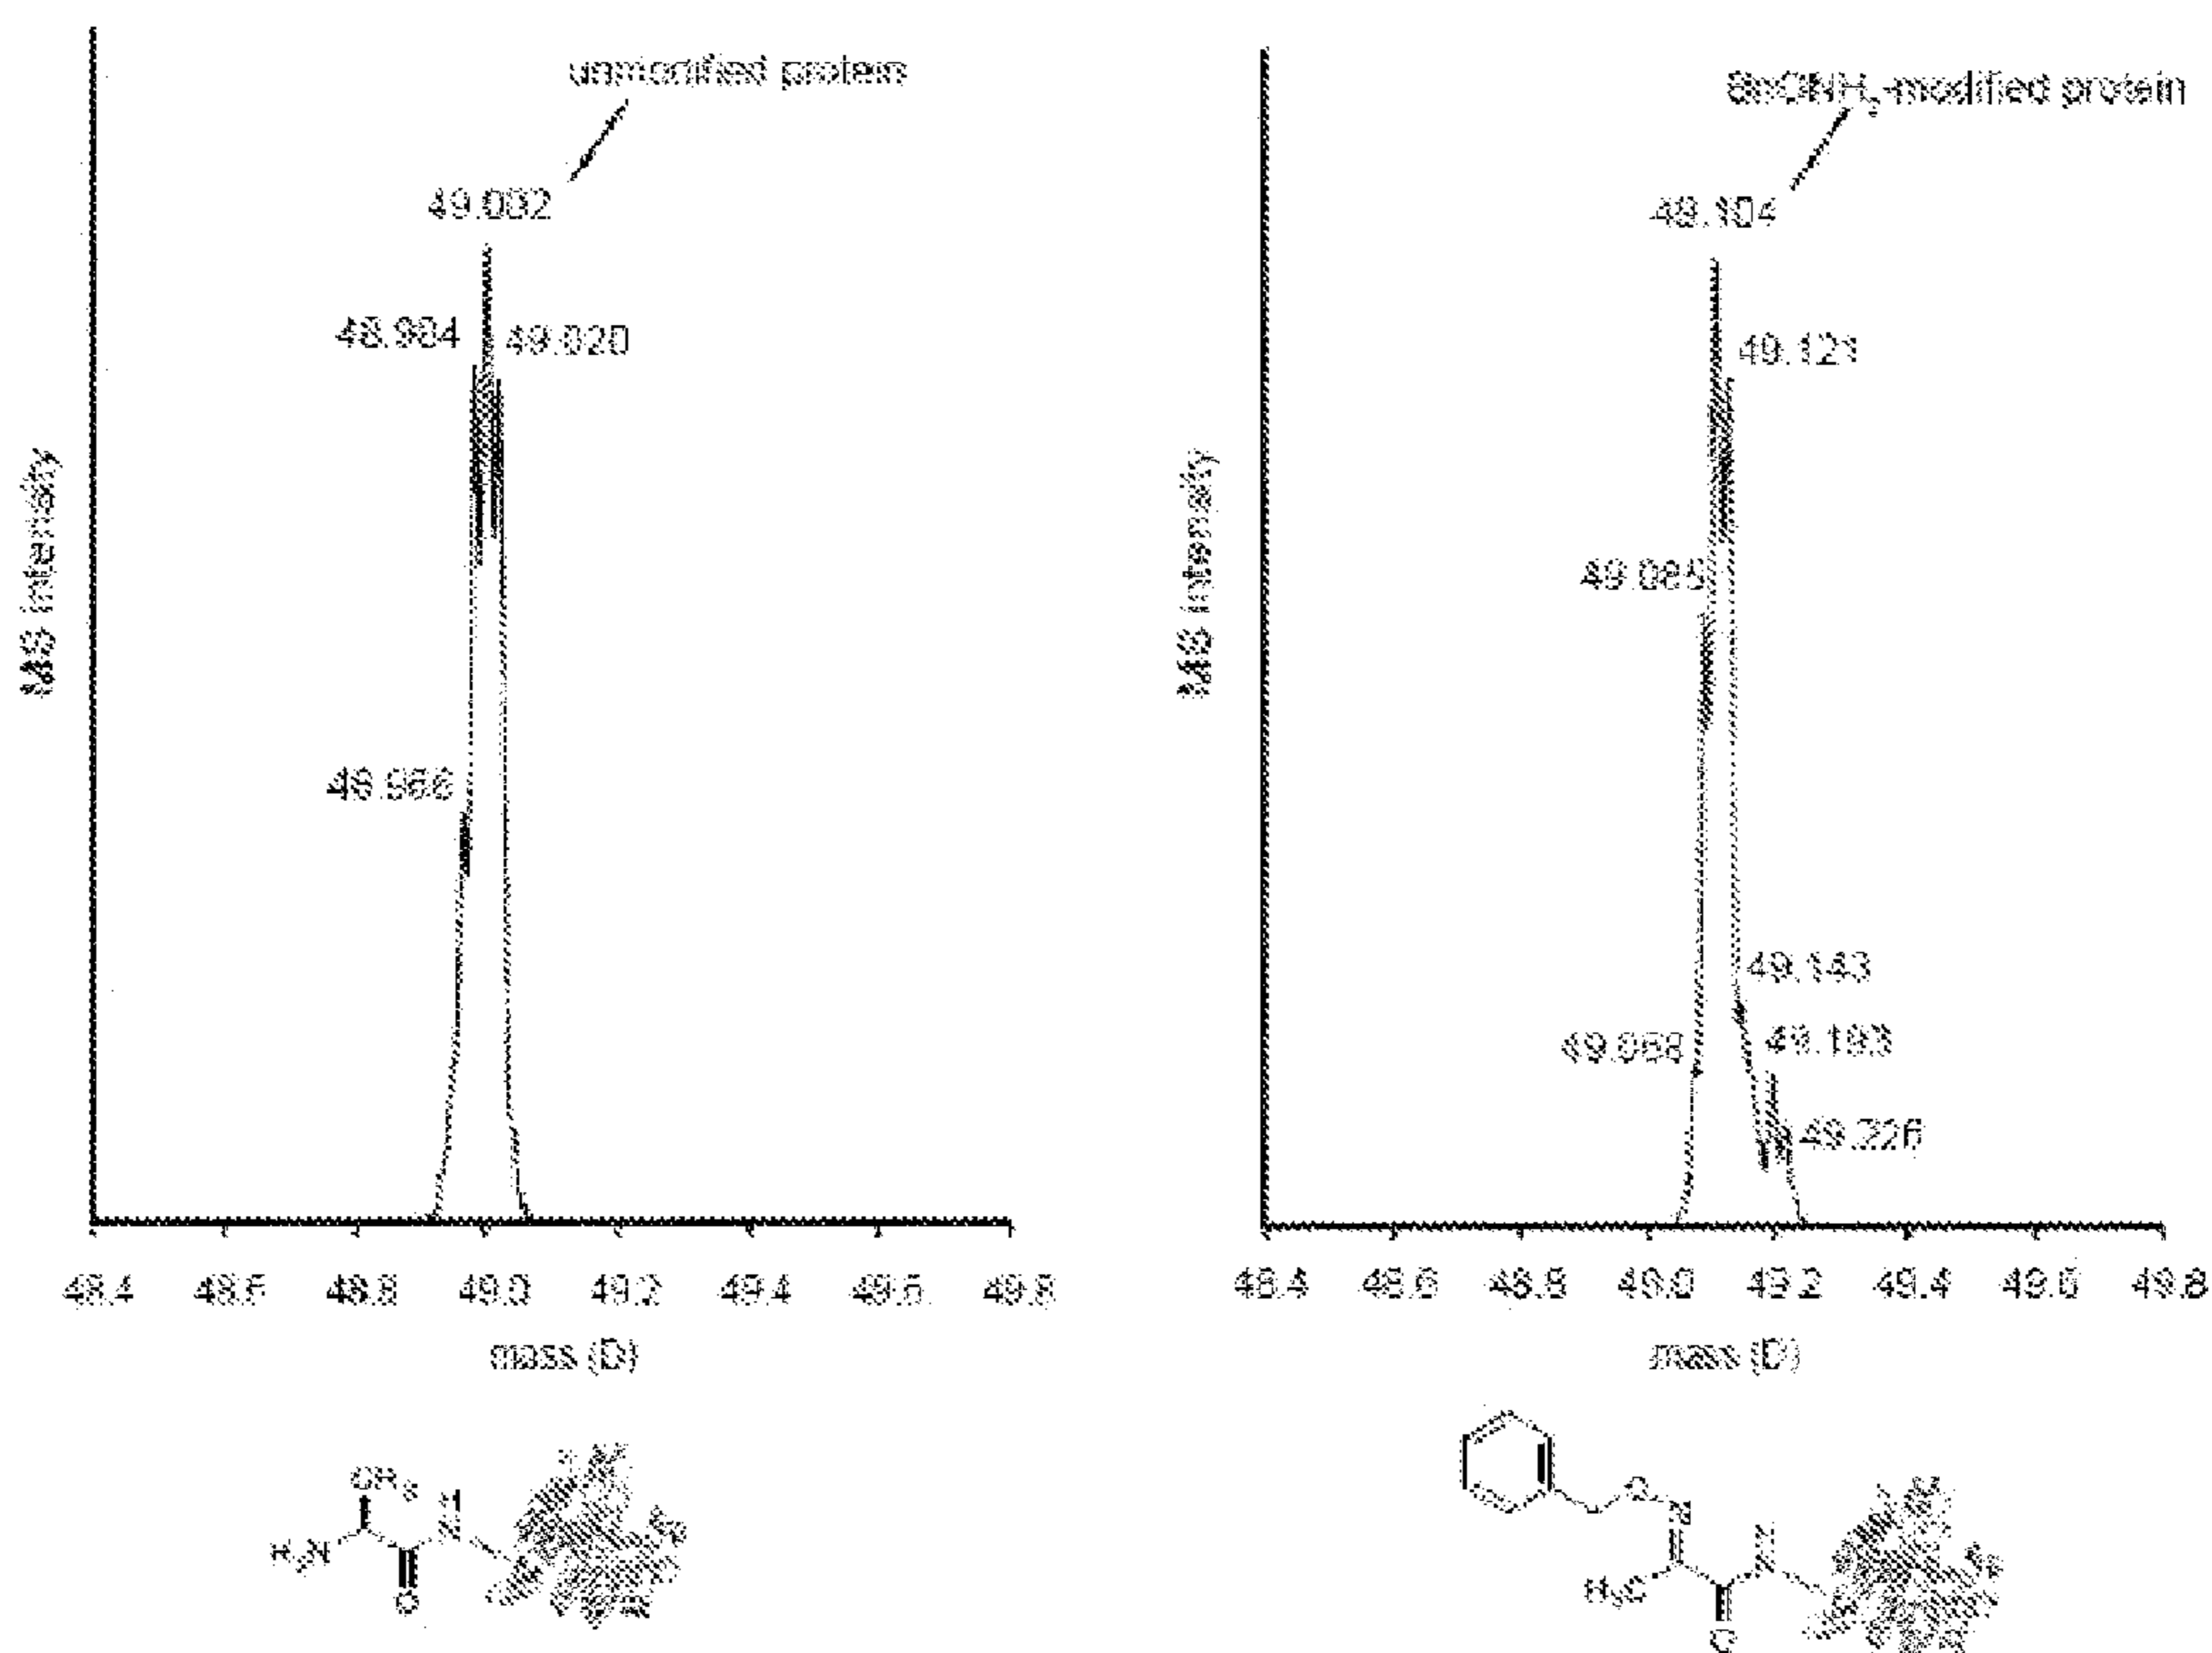 unmodified protein
49.002
48.984
49.020
48.966
MS intensity
48.4 48.6 48.8 49.0 49.2 49.4 49.6 49.8
mass (D)
CH3
H2N
O
BnONH2-modified protein
49.104
49.121
49.085
49.143
49.068
49.193
49.226
MS intensity
48.4 48.6 48.8 49.0 49.2 49.4 49.6 49.8
mass (D)
O
N
H3C
O